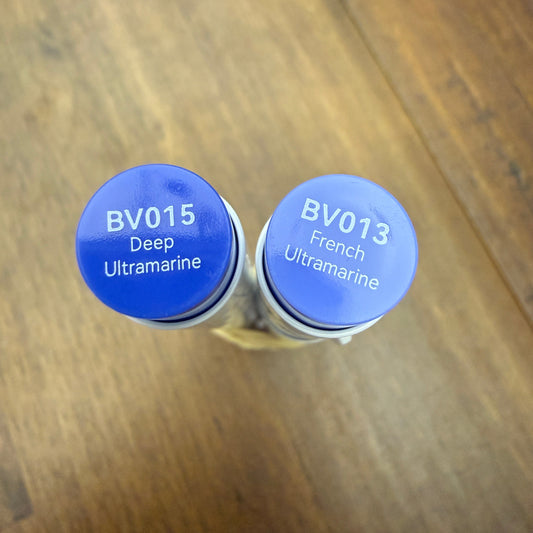 BV015
Deep
Ultramarine
BV013
French
Ultramarine